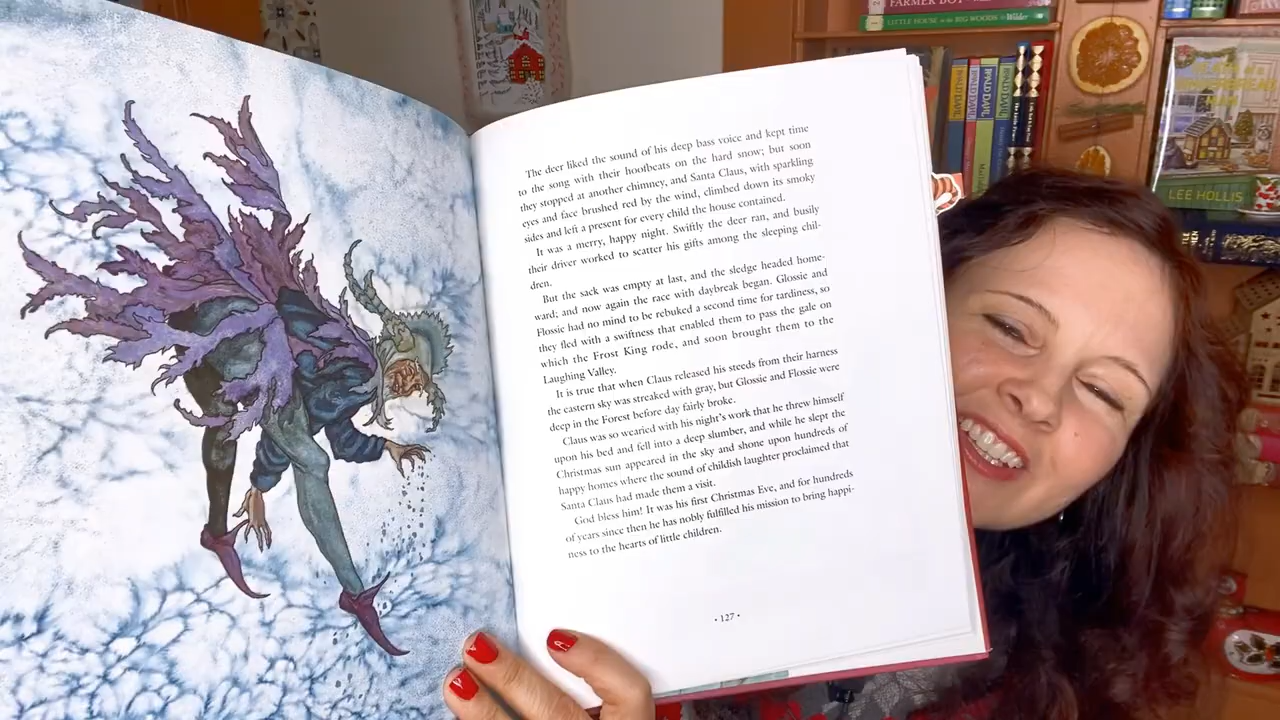 The deer liked the sound of his deep bass voice and kept time
to the song with their hoofbeats on the hard snow; but soon
they stopped at another chimney, and Santa Claus, with sparkling
eyes and face brushed red by the wind, climbed down its smoky
sides and left a present for every child the house contained.
It was a merry, happy night. Swiftly the deer ran, and busily
their driver worked to scatter his gifts among the sleeping chil-
dren.
But the sack was empty at last, and the sledge headed home-
ward; and now again the race with daybreak began. Glossie and
Flossie had no mind to be rebuked a second time for tardiness, so
they fled with a swiftness that enabled them to pass the gale on
which the Frost King rode, and soon brought them to the
Laughing Valley.
It is true that when Claus released his steeds from their harness
the eastern sky was streaked with gray, but Glossie and Flossie were
deep in the Forest before day fairly broke.
Claus was so wearied with his night's work that he threw himself
upon his bed and fell into a deep slumber, and while he slept the
Christmas sun appeared in the sky and shone upon hundreds of
happy homes where the sound of childish laughter proclaimed that
Santa Claus had made them a visit.
God bless him! It was his first Christmas Eve, and for hundreds
of years since then he has nobly fulfilled his mission to bring happi-
ness to the hearts of little children.
· 127 ·
2 FARMER BOY
1 LITTLE HOUSE IN THE BIG WOODS Wilder
ROALD DAHL
ROALD DAHL
ROALD DAHL
LEE HOLLIS